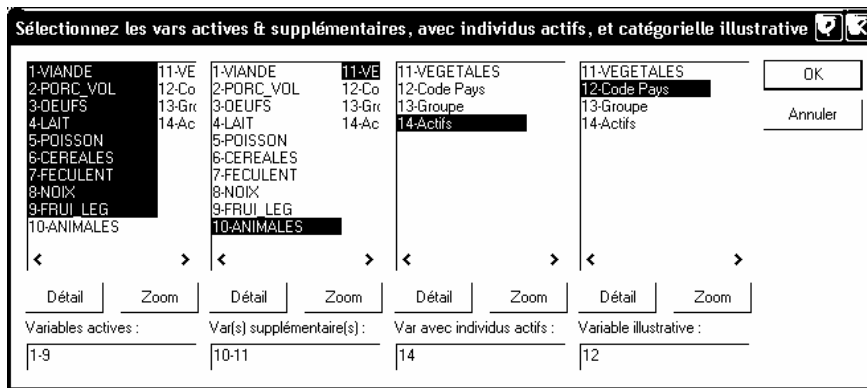 Sélectionnez les vars actives & supplémentaires, avec individus actifs, et catégorielle illustrative
1-VIANDE 11-VE
2-PORC_VOL 12-Co
3-OEUFS 13-Gr
4-LAIT 14-Ac
5-POISSON
6-CEREALES
7-FECULENT
8-NOIX
9-FRUI_LEG
10-ANIMALES
1-VIANDE 11-VE
2-PORC_VOL 12-Co
3-OEUFS 13-Gr
4-LAIT 14-Ac
5-POISSON
6-CEREALES
7-FECULENT
8-NOIX
9-FRUI_LEG
10-ANIMALES
11-VEGETALES
12-Code Pays
13-Groupe
14-Actifs
11-VEGETALES
12-Code Pays
13-Groupe
14-Actifs
OK
Annuler
Détail Zoom Détail Zoom Détail Zoom Détail Zoom
Variables actives : Var(s) supplémentaire(s) : Var avec individus actifs : Variable illustrative :
1-9 10-11 14 12